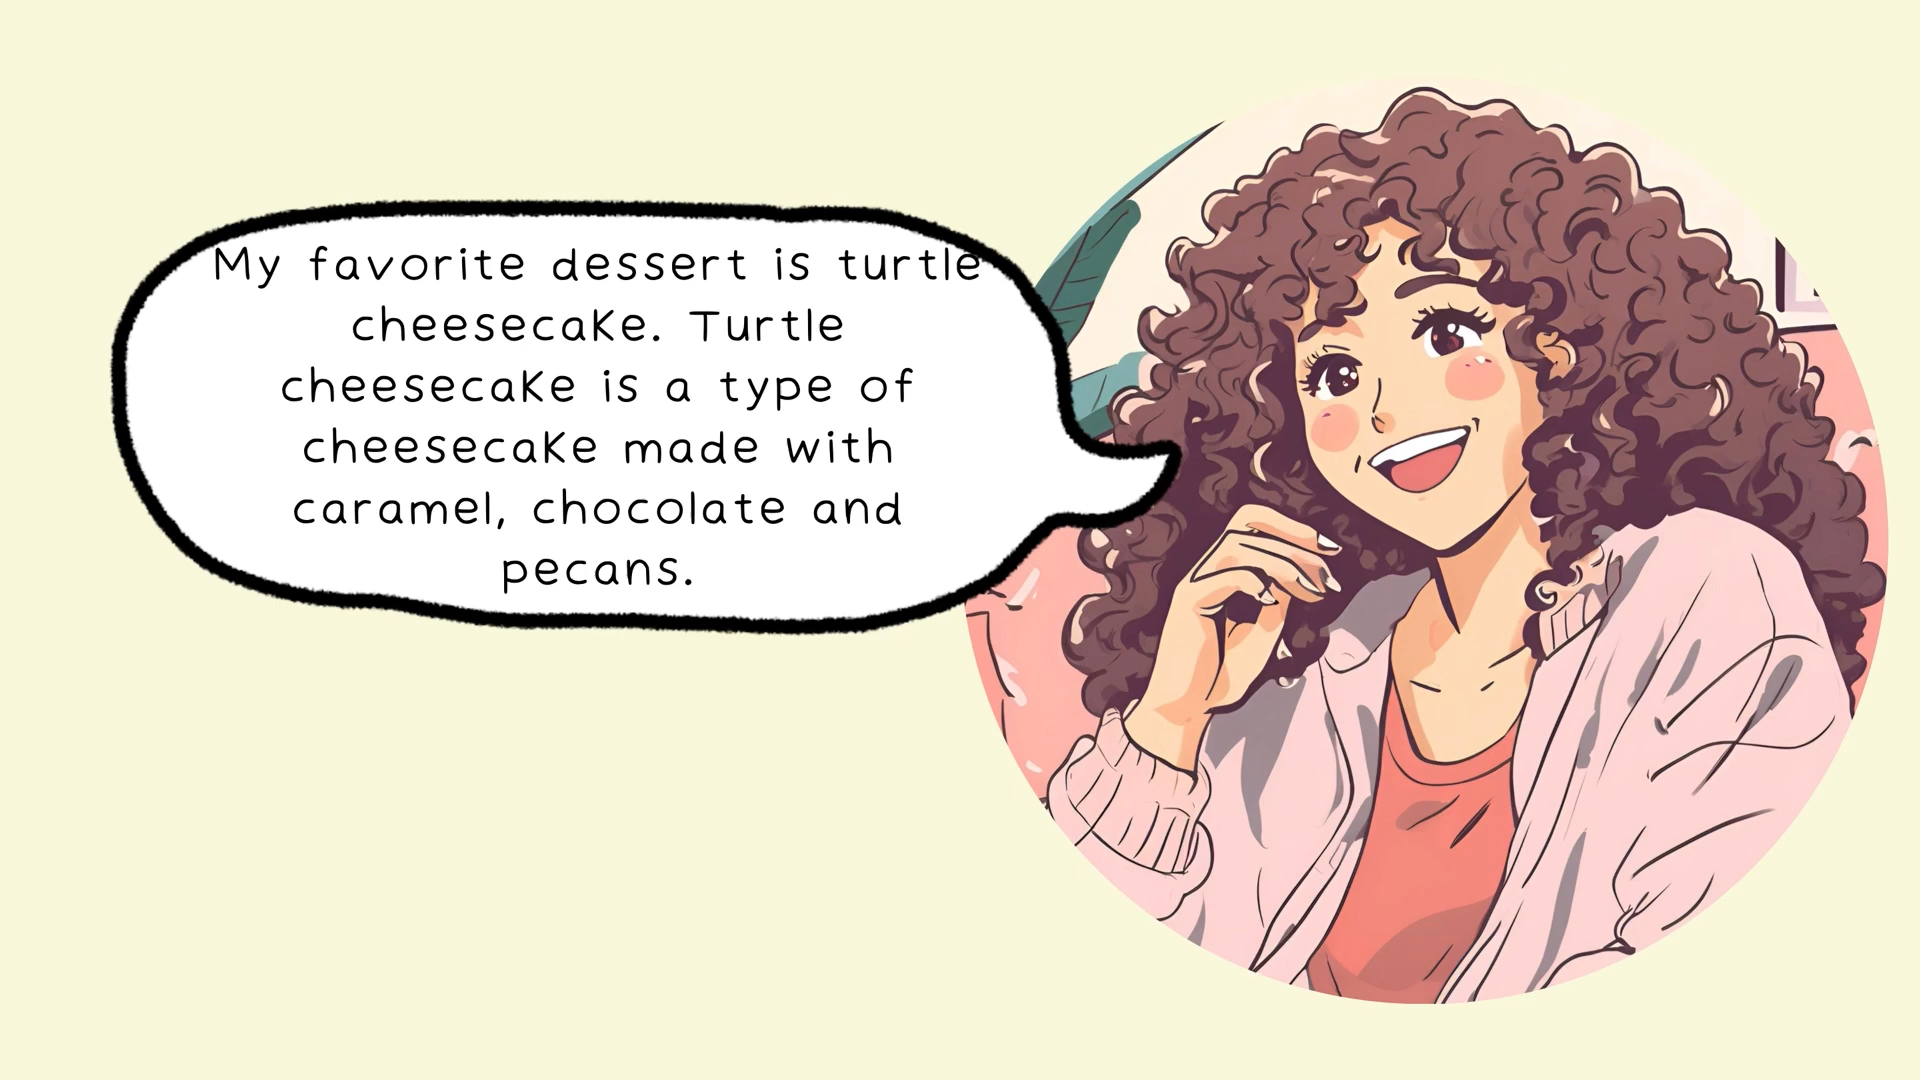 My favorite dessert is turtle
cheesecake. Turtle
cheesecake is a type of
cheesecake made with
caramel, chocolate and
pecans.